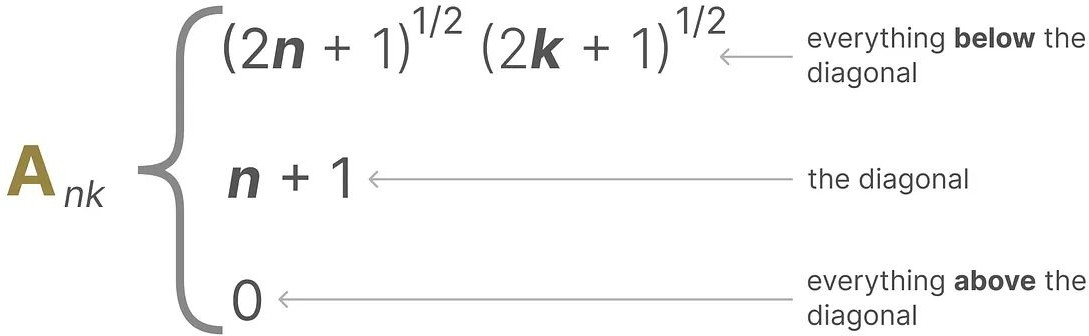 (2n + 1)^1/2 (2k + 1)^1/2
everything below the
diagonal
A_nk
n + 1
the diagonal
0
everything above the
diagonal